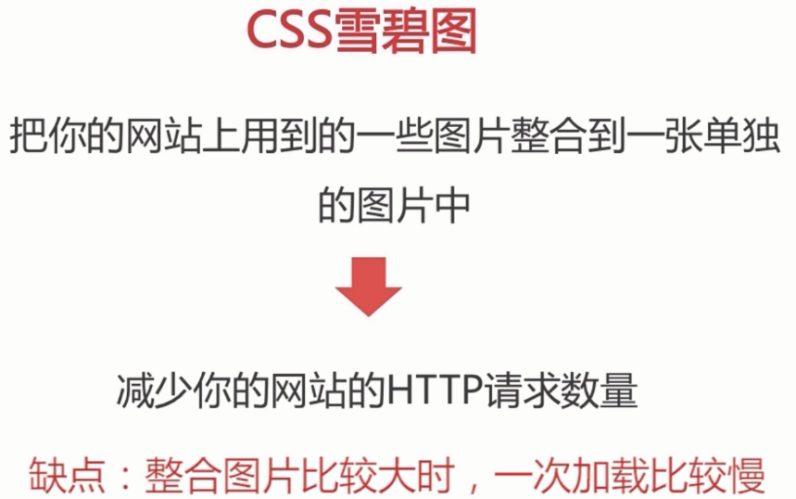 CSS雪碧图
把你的网站上用到的一些图片整合到一张单独
的图片中
减少你的网站的HTTP请求数量
缺点：整合图片比较大时，一次加载比较慢